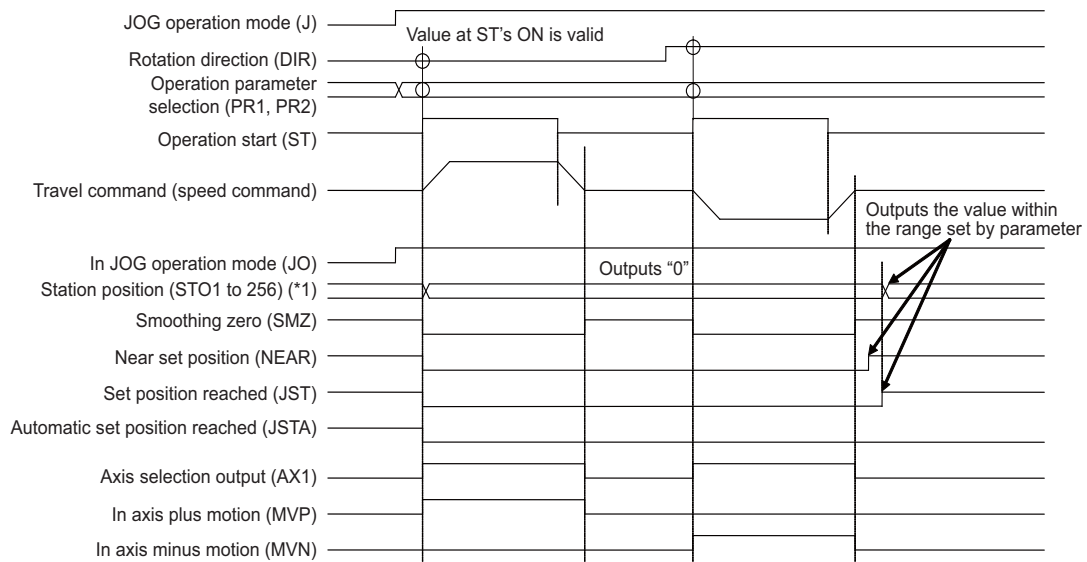 JOG operation mode (J)
Value at ST's ON is valid
Rotation direction (DIR)
Operation parameter
selection (PR1, PR2)
Operation start (ST)
Travel command (speed command)
Outputs the value within
the range set by parameter
In JOG operation mode (JO)
Outputs “0”
Station position (STO1 to 256) (*1)
Smoothing zero (SMZ)
Near set position (NEAR)
Set position reached (JST)
Automatic set position reached (JSTA)
Axis selection output (AX1)
In axis plus motion (MVP)
In axis minus motion (MVN)